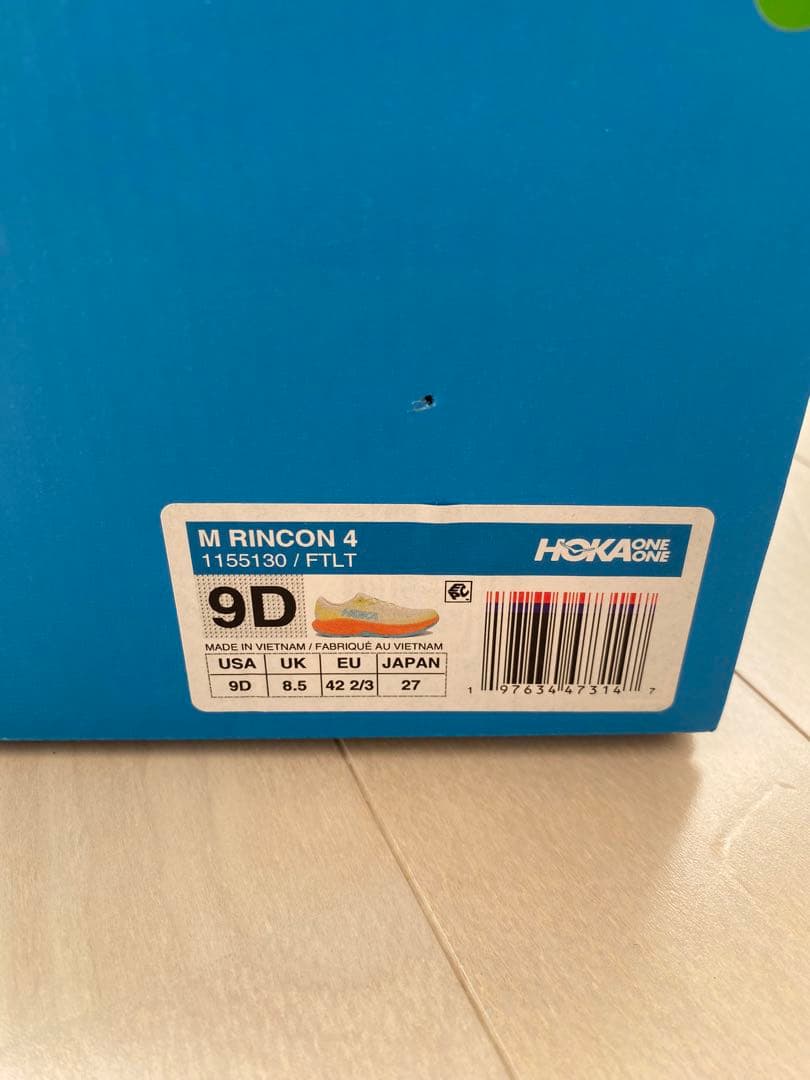 M RINCON 4
1155130 / FTLT
HOKA ONE ONE
9D
HOKA
MADE IN VIETNAM / FABRIQUÉ AU VIETNAM
USA UK EU JAPAN
9D 8.5 42 2/3 27
1 97634 47314 7